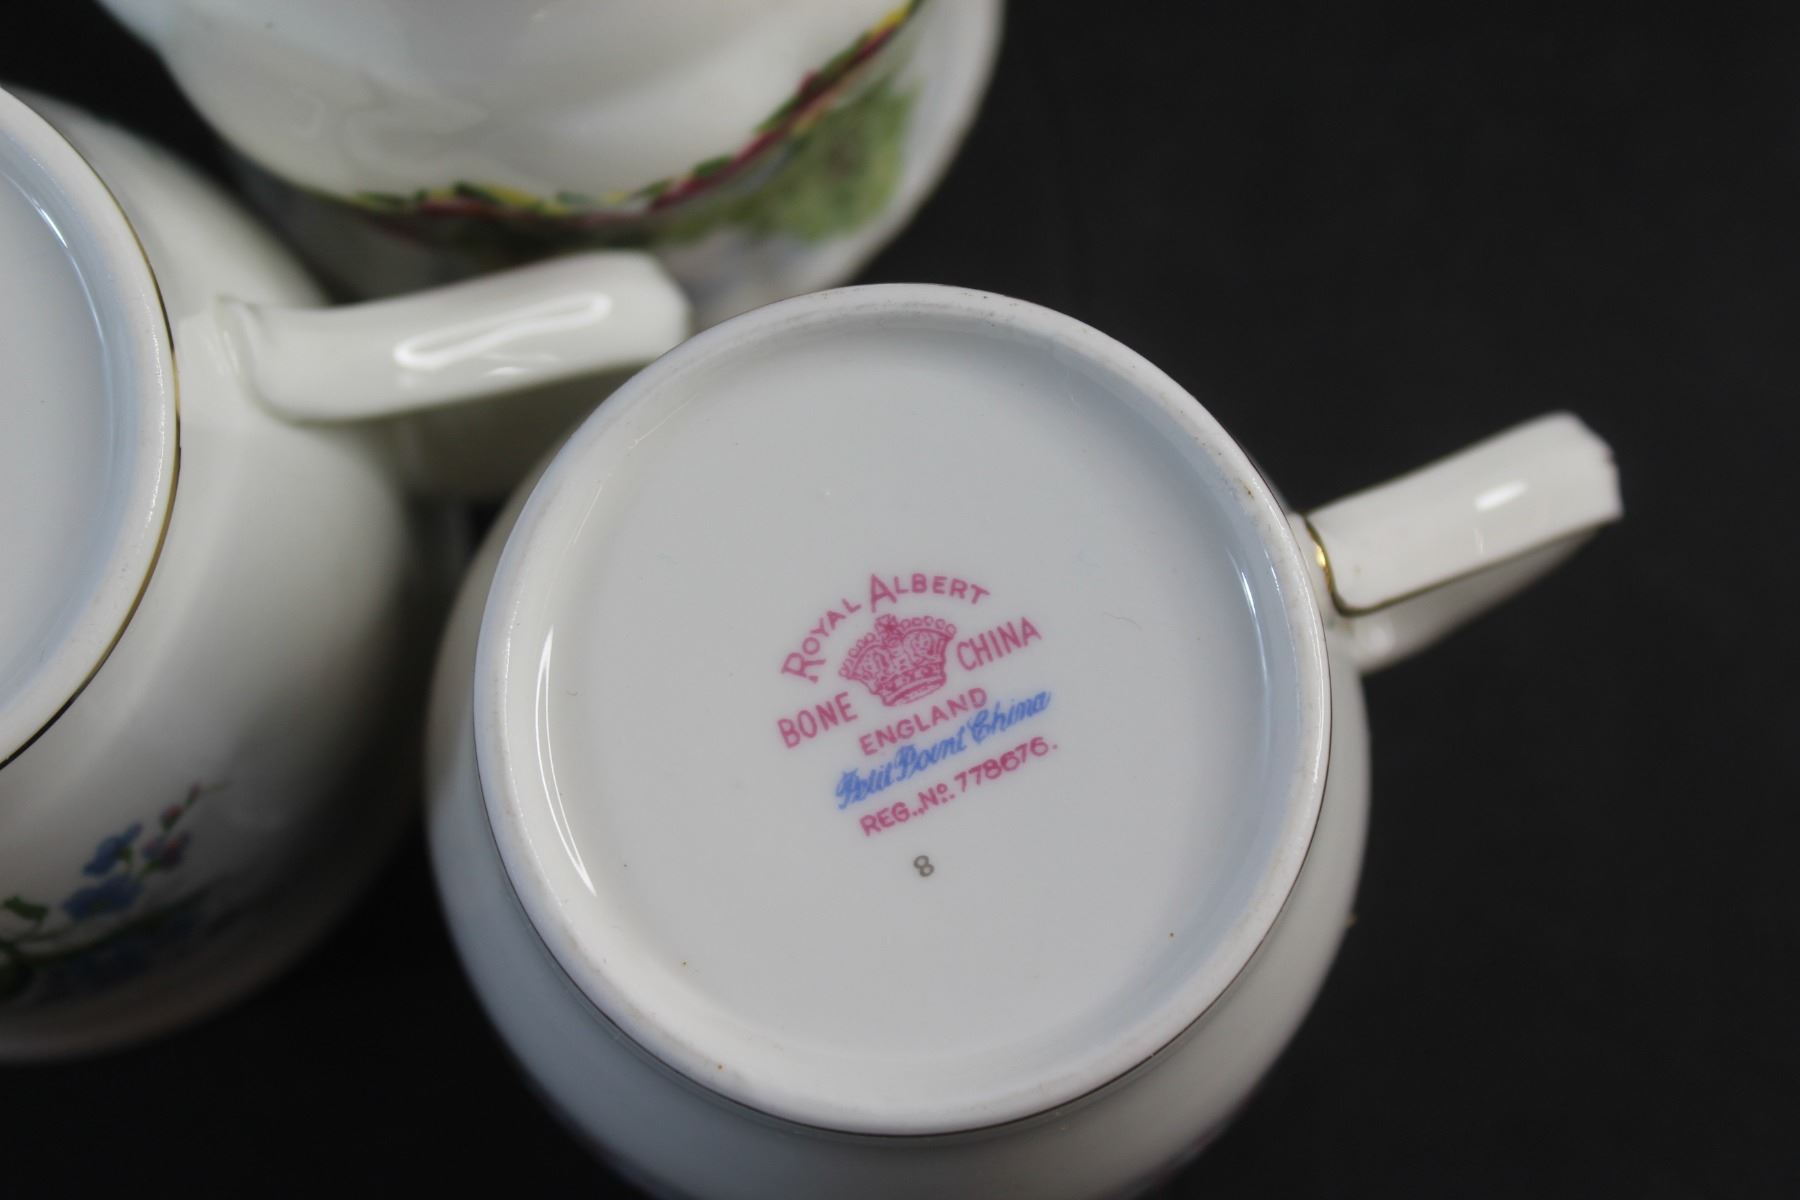 ROYAL ALBERT
BONE CHINA
ENGLAND
Petit Point China
REG., No. 778676.
8